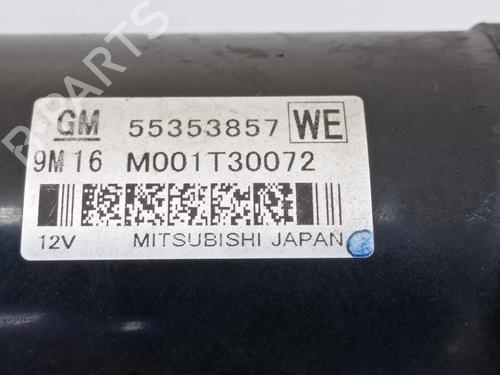 B-PARTS
GM 55353857 WE
9M16 M001T30072
12V MITSUBISHI JAPAN